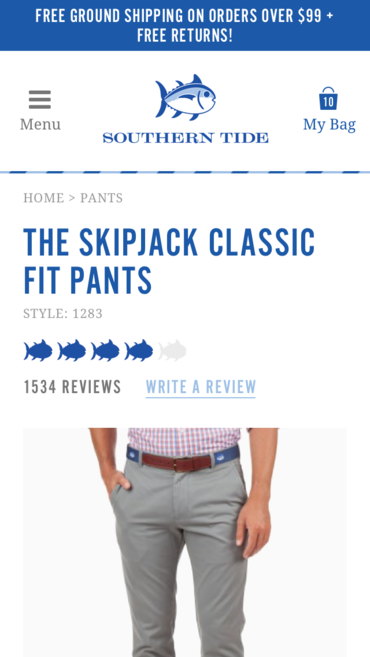 FREE GROUND SHIPPING ON ORDERS OVER $99 +
FREE RETURNS!
Menu
SOUTHERN TIDE
10
My Bag
HOME > PANTS
THE SKIPJACK CLASSIC
FIT PANTS
STYLE: 1283
1534 REVIEWS WRITE A REVIEW